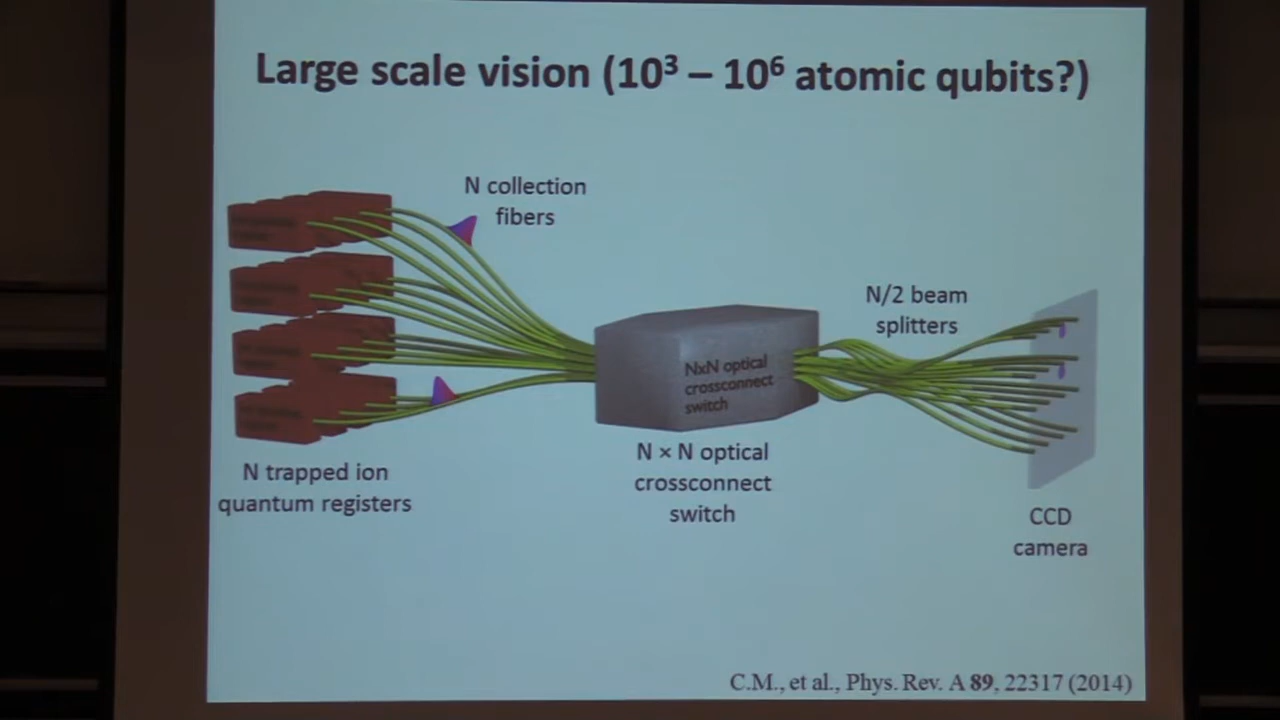 Large scale vision (10³ – 10⁶ atomic qubits?)
N collection
fibers
N/2 beam
splitters
NxN optical
crossconnect
switch
N trapped ion
quantum registers
N × N optical
crossconnect
switch
CCD
camera
C.M., et al., Phys. Rev. A 89, 22317 (2014)